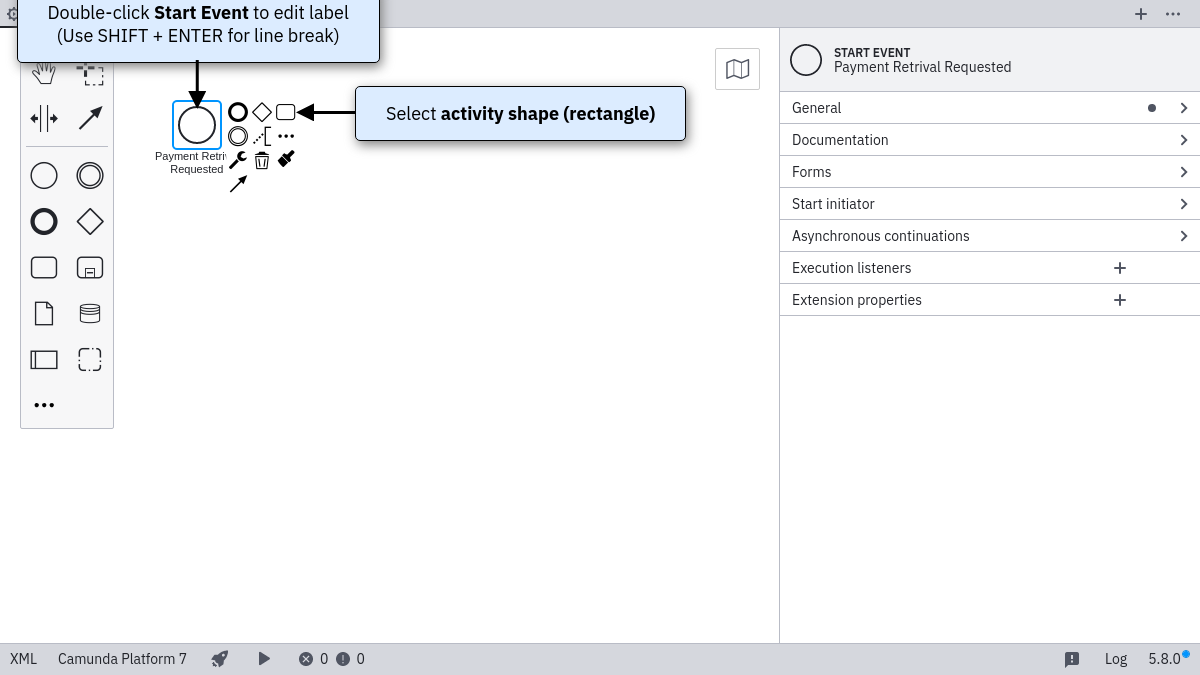 Double-click Start Event to edit label
(Use SHIFT + ENTER for line break)
Select activity shape (rectangle)
Payment Retri
Requested
START EVENT
Payment Retrival Requested
General
Documentation
Forms
Start initiator
Asynchronous continuations
Execution listeners
Extension properties
XML
Camunda Platform 7
0
0
Log
5.8.0